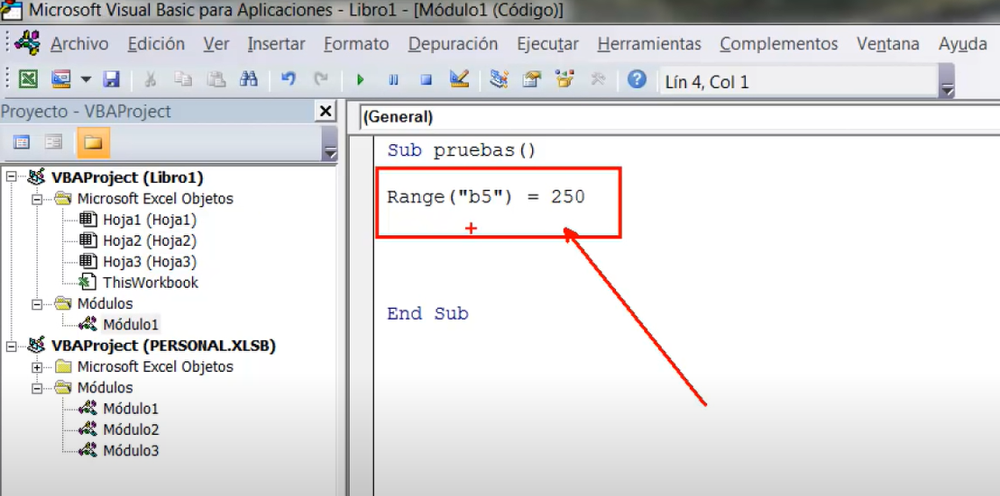 Microsoft Visual Basic para Aplicaciones - Libro1 - [Módulo1 (Código)]
Archivo Edición Ver Insertar Formato Depuración Ejecutar Herramientas Complementos Ventana Ayuda
Lín 4, Col 1
Proyecto - VBAProject
(General)
VBAProject (Libro1)
Microsoft Excel Objetos
Hoja1 (Hoja1)
Hoja2 (Hoja2)
Hoja3 (Hoja3)
ThisWorkbook
Módulos
Módulo1
VBAProject (PERSONAL.XLSB)
Microsoft Excel Objetos
Módulos
Módulo1
Módulo2
Módulo3
Sub pruebas()
Range("b5") = 250
End Sub